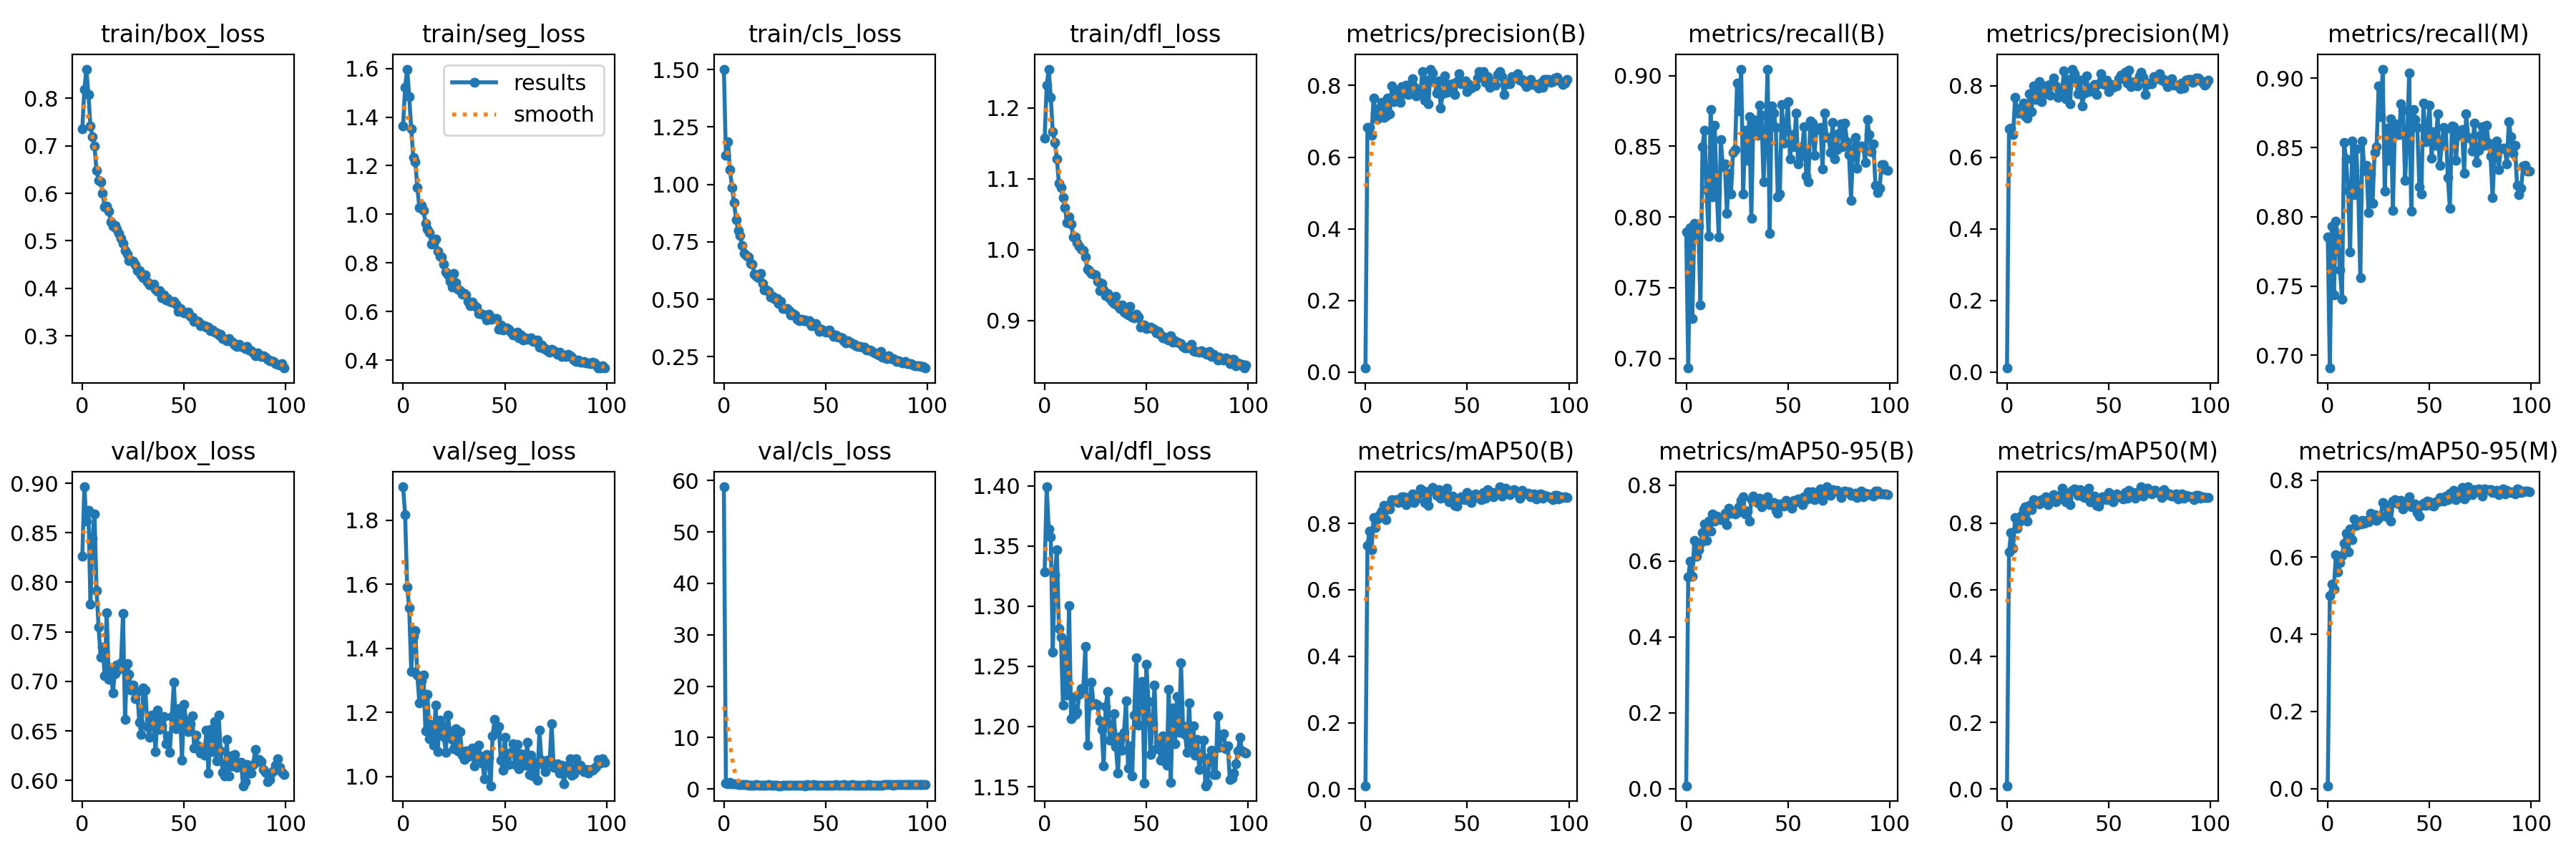 train/box_loss
0.8
0.7
0.6
0.5
0.4
0.3
0 50 100
train/seg_loss
results
smooth
1.6
1.4
1.2
1.0
0.8
0.6
0.4
0 50 100
train/cls_loss
1.50
1.25
1.00
0.75
0.50
0.25
0 50 100
train/dfl_loss
1.2
1.1
1.0
0.9
0 50 100
metrics/precision(B)
0.8
0.6
0.4
0.2
0.0
0 50 100
metrics/recall(B)
0.90
0.85
0.80
0.75
0.70
0 50 100
metrics/precision(M)
0.8
0.6
0.4
0.2
0.0
0 50 100
metrics/recall(M)
0.90
0.85
0.80
0.75
0.70
0 50 100
val/box_loss
0.90
0.85
0.80
0.75
0.70
0.65
0.60
0 50 100
val/seg_loss
1.8
1.6
1.4
1.2
1.0
0 50 100
val/cls_loss
60
50
40
30
20
10
0
0 50 100
val/dfl_loss
1.40
1.35
1.30
1.25
1.20
1.15
0 50 100
metrics/mAP50(B)
0.8
0.6
0.4
0.2
0.0
0 50 100
metrics/mAP50-95(B)
0.8
0.6
0.4
0.2
0.0
0 50 100
metrics/mAP50(M)
0.8
0.6
0.4
0.2
0.0
0 50 100
metrics/mAP50-95(M)
0.8
0.6
0.4
0.2
0.0
0 50 100